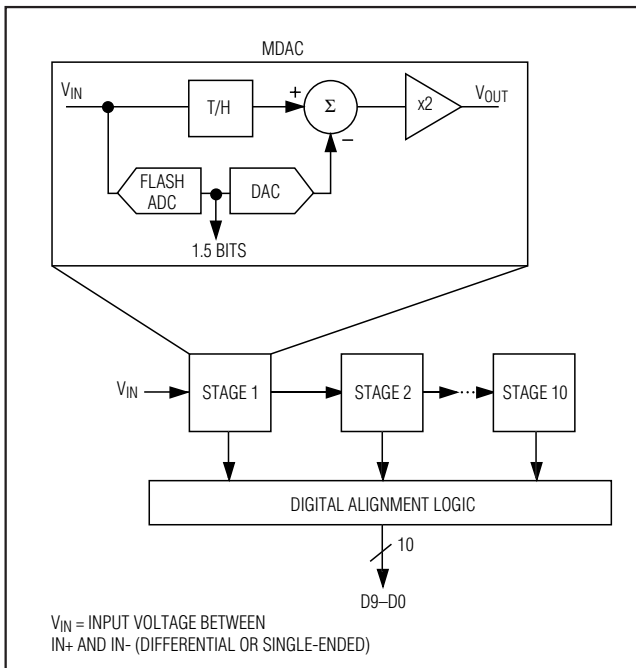 MDAC
VIN
T/H
+
Σ
−
x2
VOUT
FLASH
ADC
DAC
1.5 BITS
VIN
STAGE 1
STAGE 2
STAGE 10
DIGITAL ALIGNMENT LOGIC
10
D9–D0
VIN = INPUT VOLTAGE BETWEEN
IN+ AND IN- (DIFFERENTIAL OR SINGLE-ENDED)